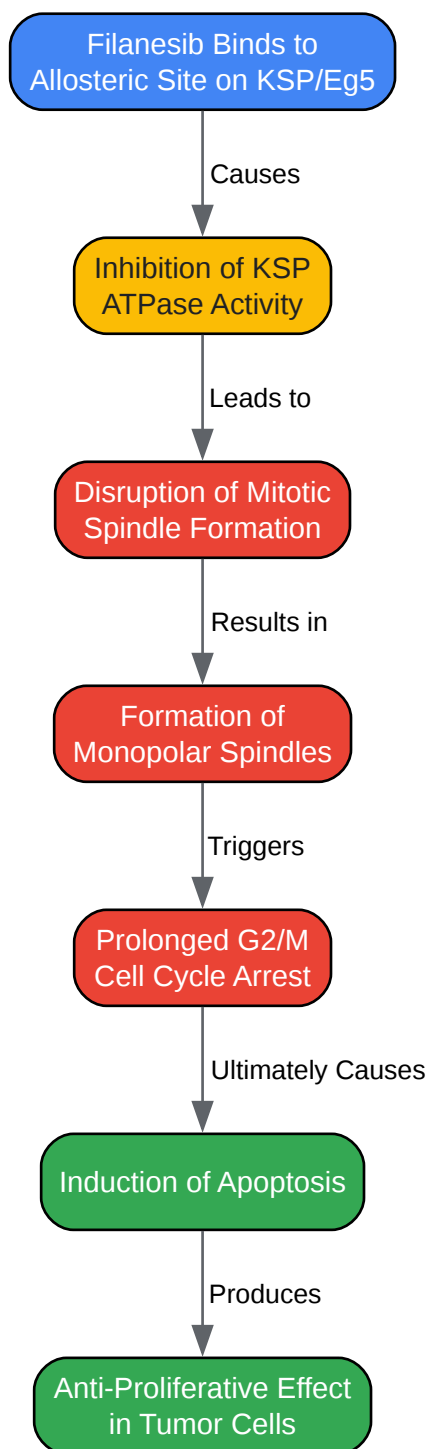 Filanesib Binds to
Allosteric Site on KSP/Eg5
Causes
Inhibition of KSP
ATPase Activity
Leads to
Disruption of Mitotic
Spindle Formation
Results in
Formation of
Monopolar Spindles
Triggers
Prolonged G2/M
Cell Cycle Arrest
Ultimately Causes
Induction of Apoptosis
Produces
Anti-Proliferative Effect
in Tumor Cells